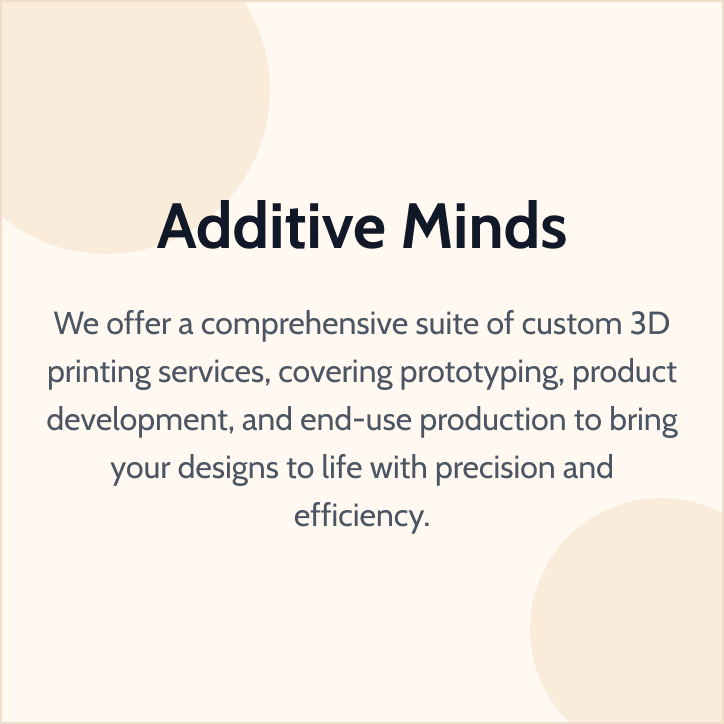 Additive Minds
We offer a comprehensive suite of custom 3D
printing services, covering prototyping, product
development, and end-use production to bring
your designs to life with precision and
efficiency.